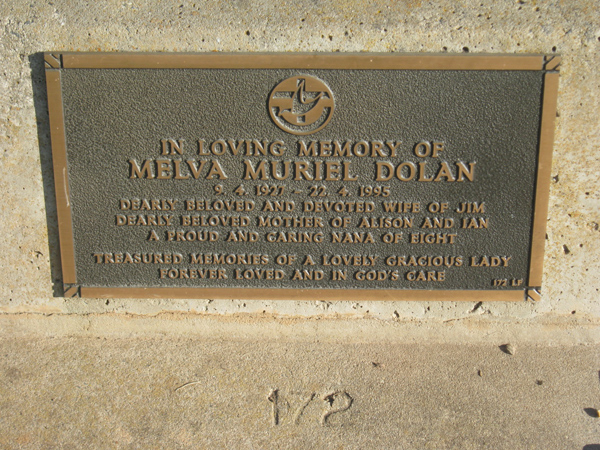 IN LOVING MEMORY OF
MELVA MURIEL DOLAN
9. 4. 1927 - 22. 4. 1995
DEARLY BELOVED AND DEVOTED WIFE OF JIM
DEARLY BELOVED MOTHER OF ALISON AND IAN
A PROUD AND CARING NANA OF EIGHT
TREASURED MEMORIES OF A LOVELY GRACIOUS LADY
FOREVER LOVED AND IN GOD'S CARE
172 LF
172